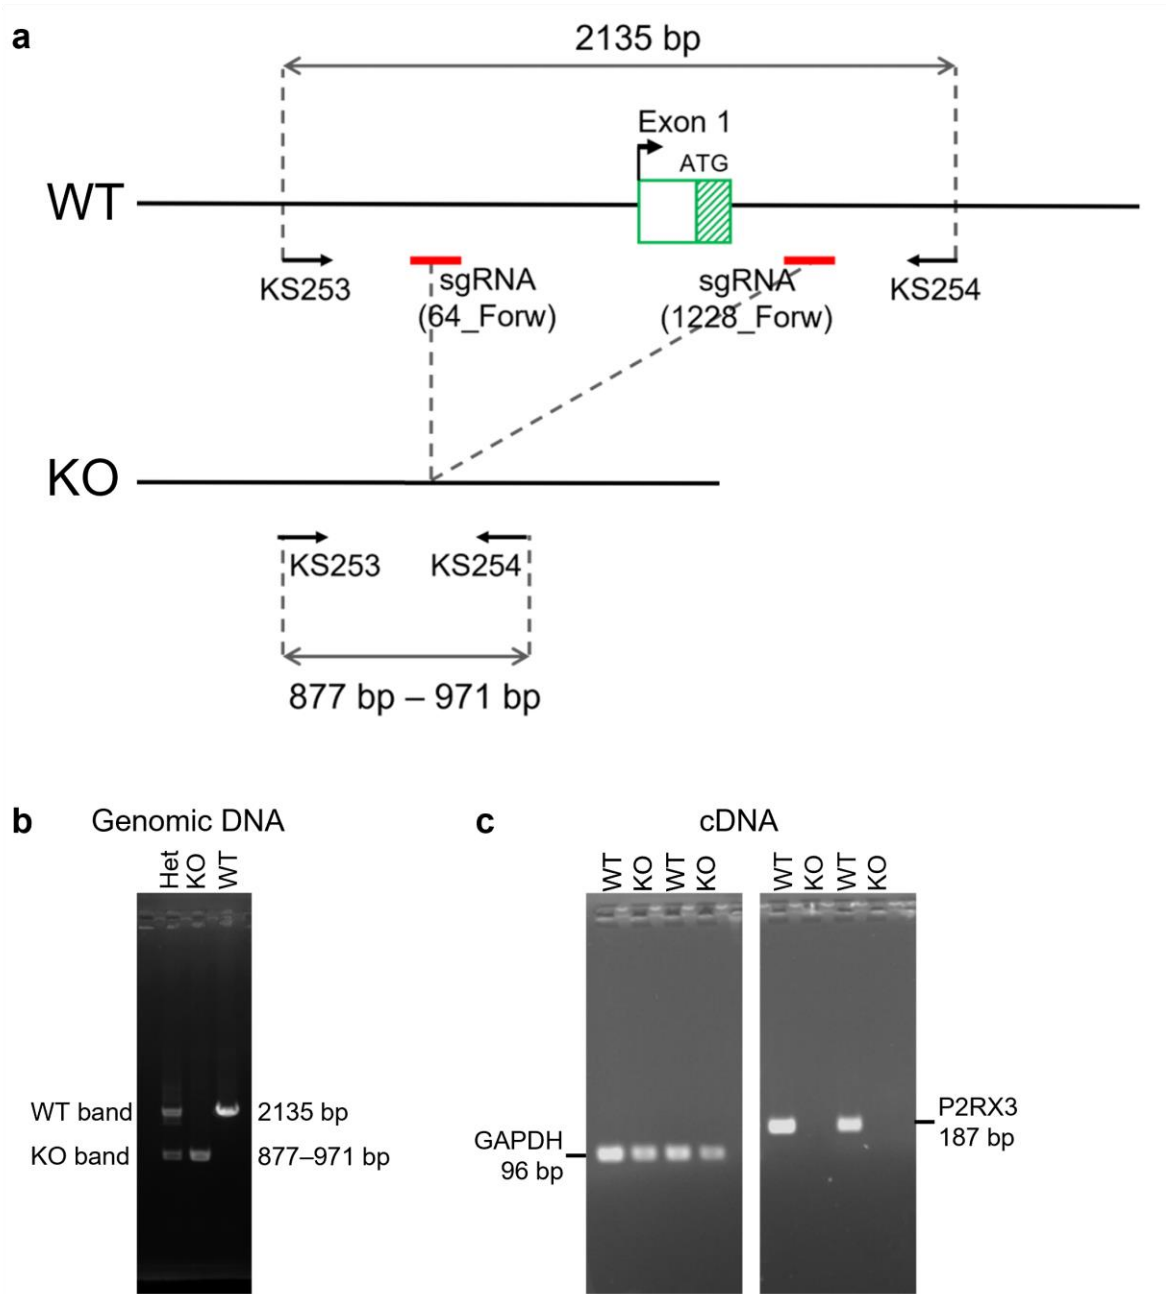 a
2135 bp
Exon 1
ATG
WT
KS253
sgRNA
(64_Forw)
sgRNA
(1228_Forw)
KS254
KO
KS253
KS254
877 bp – 971 bp
b
Genomic DNA
Het
KO
WT
WT band
2135 bp
KO band
877–971 bp
c
cDNA
WT
KO
WT
KO
WT
KO
WT
KO
GAPDH
96 bp
P2RX3
187 bp